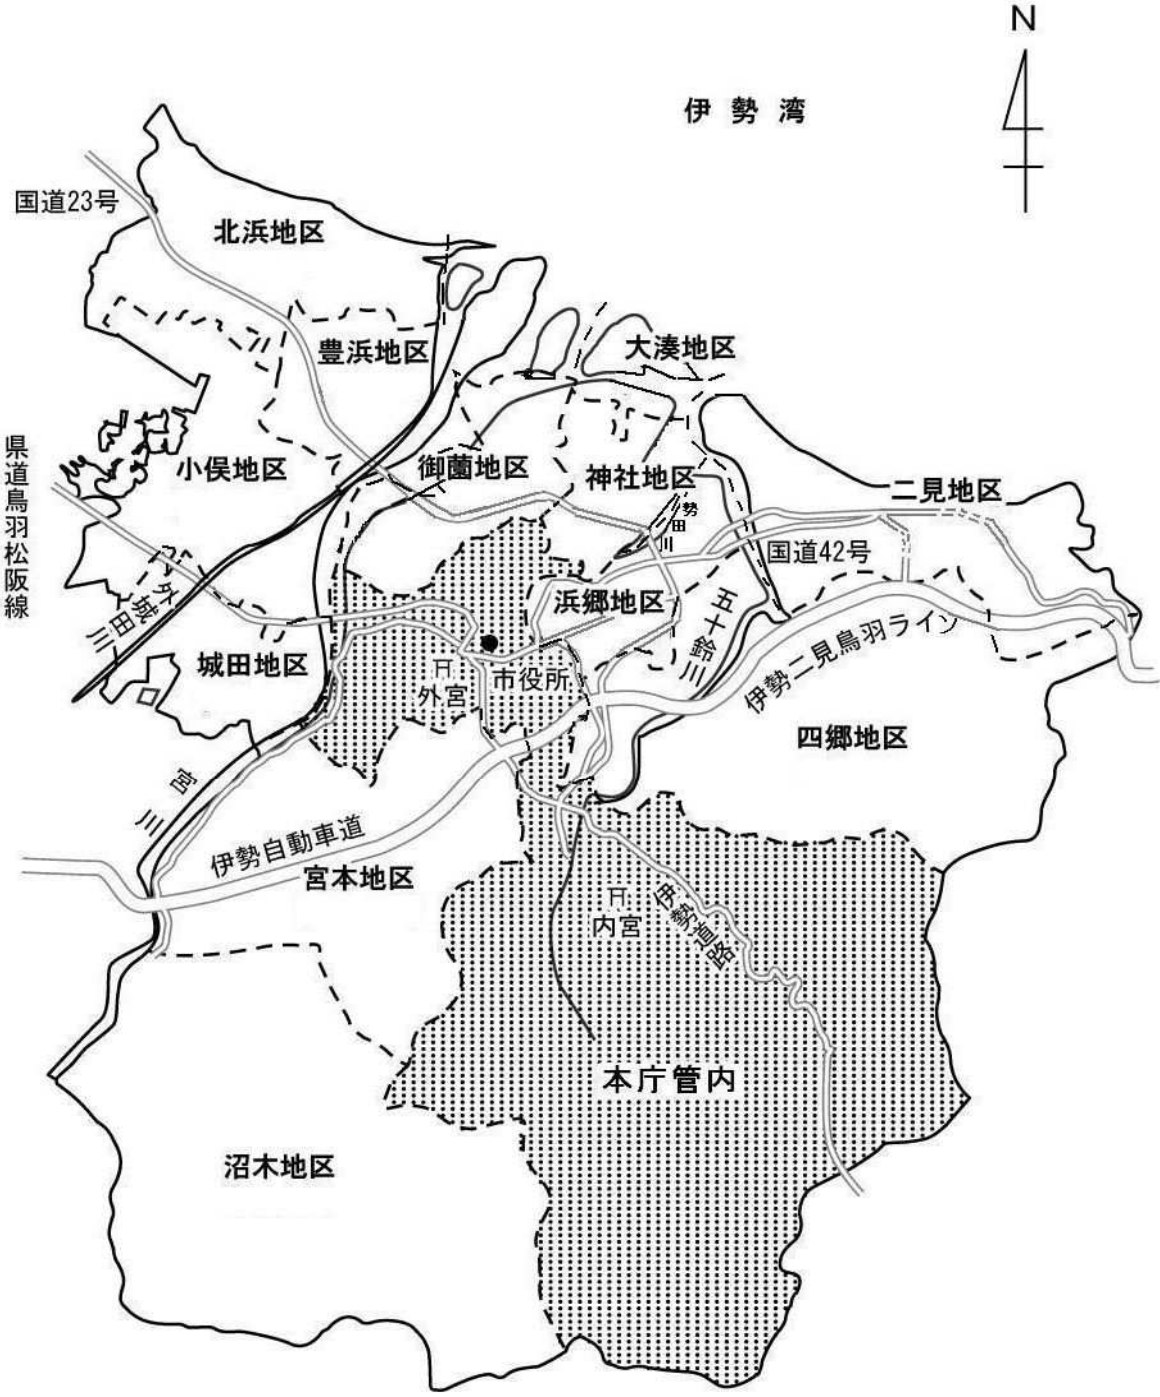 N
伊勢湾
国道23号
北浜地区
豊浜地区
大湊地区
県道鳥羽松阪線
小俣地区
御薗地区
神社地区
二見地区
勢田川
国道42号
外城田川
浜郷地区
五十鈴川
伊勢二見鳥羽ライン
城田地区
外宮
市役所
四郷地区
宮川
伊勢自動車道
宮本地区
内宮
伊勢道路
本庁管内
沼木地区